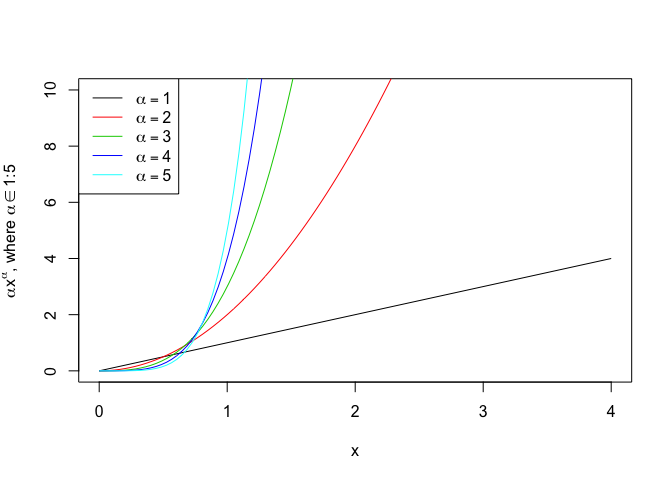 αxα, where α ∈ 1:5
10
8
6
4
2
0
α = 1
α = 2
α = 3
α = 4
α = 5
0 1 2 3 4
x